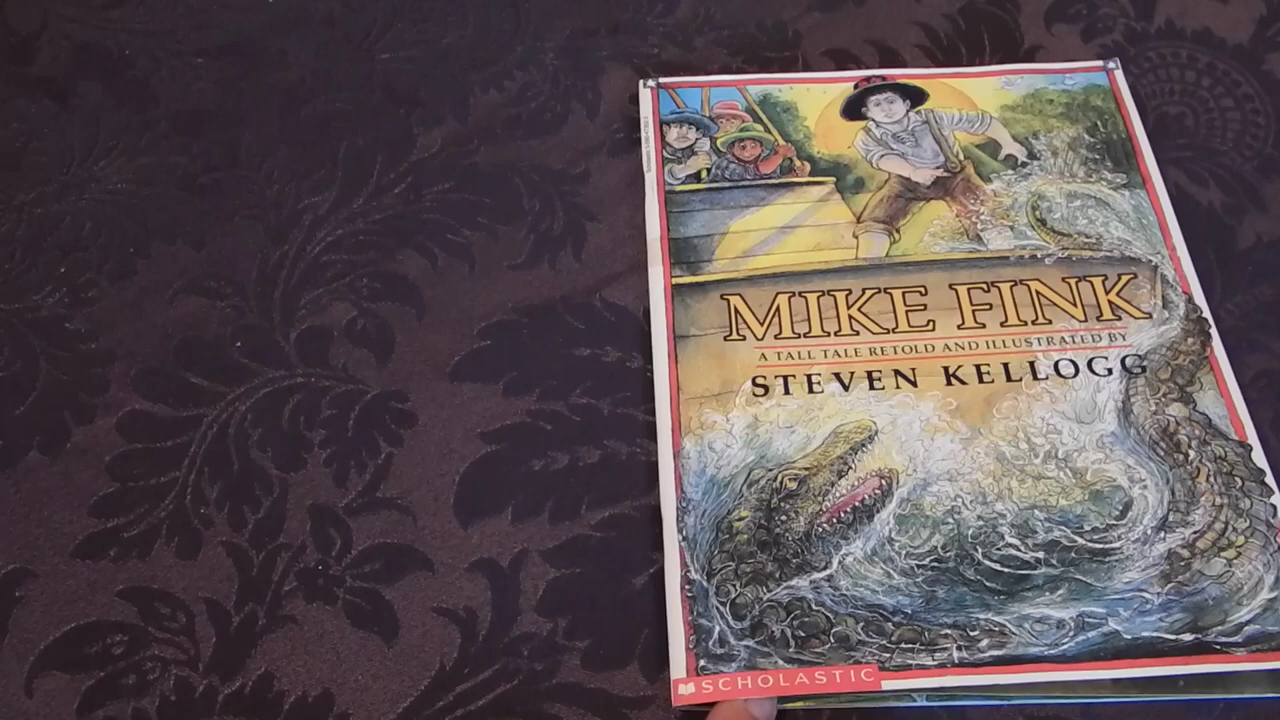 MIKE FINK
A TALL TALE RETOLD AND ILLUSTRATED BY
STEVEN KELLOGG
SCHOLASTIC